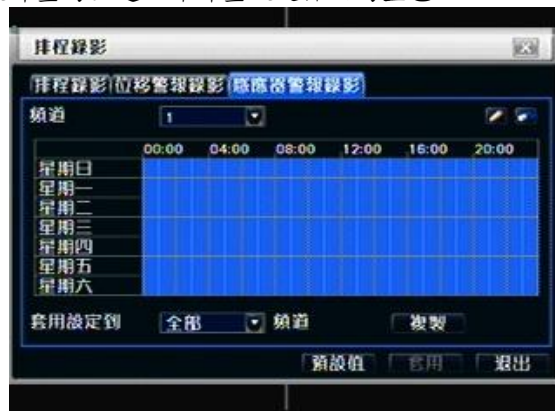 排程錄影
排程錄影 位移警報錄影 感應器警報錄影
頻道 1
00:00 04:00 08:00 12:00 16:00 20:00
星期日
星期一
星期二
星期三
星期四
星期五
星期六
套用設定到 全部 頻道 複製
預設值 套用 退出